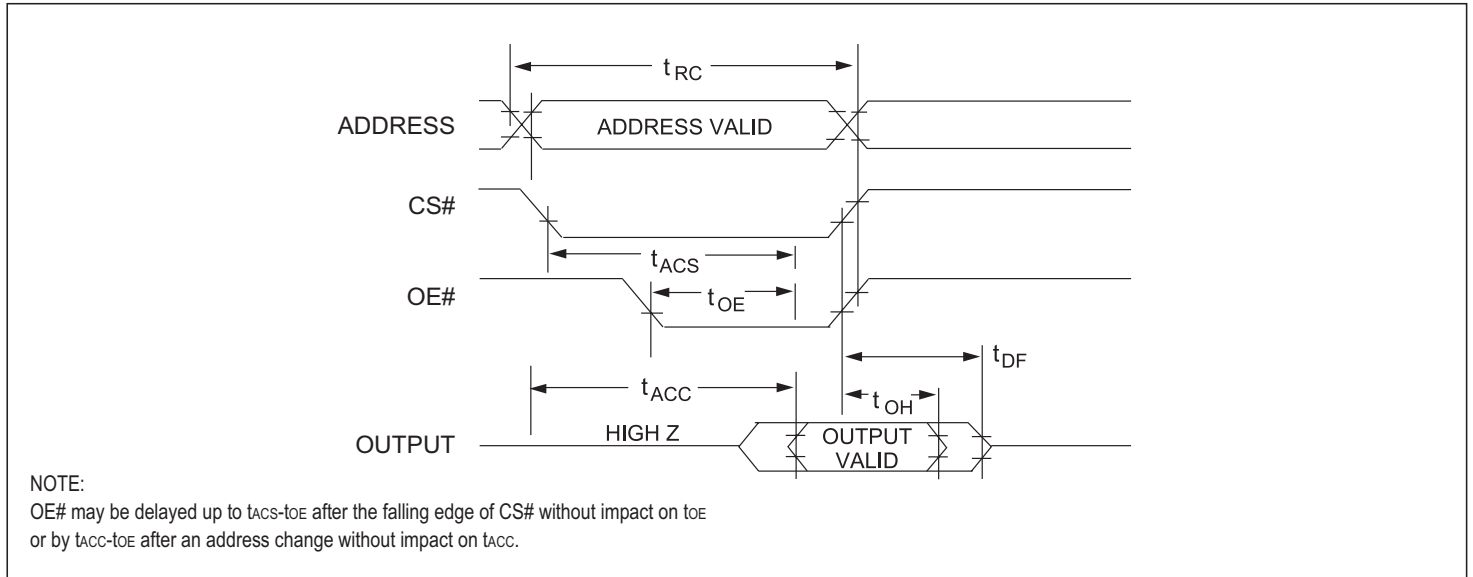 tRC
ADDRESS
ADDRESS VALID
CS#
tACS
OE#
tOE
tDF
tACC
tOH
OUTPUT
HIGH Z
OUTPUT
VALID
NOTE:
OE# may be delayed up to tACS-tOE after the falling edge of CS# without impact on tOE
or by tACC-tOE after an address change without impact on tACC.